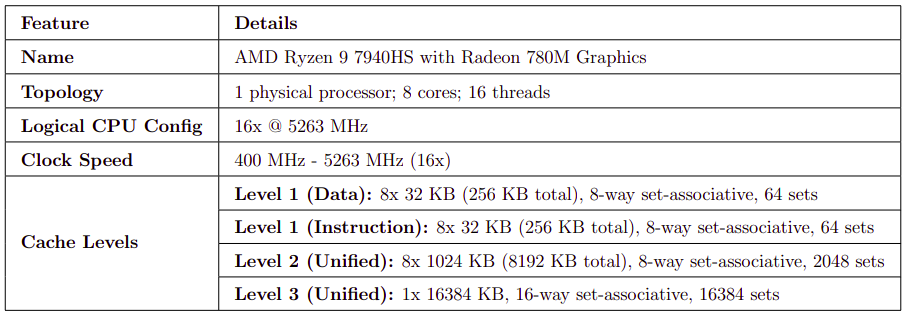 Feature Details
Name AMD Ryzen 9 7940HS with Radeon 780M Graphics
Topology 1 physical processor; 8 cores; 16 threads
Logical CPU Config 16x @ 5263 MHz
Clock Speed 400 MHz - 5263 MHz (16x)
Cache Levels
Level 1 (Data): 8x 32 KB (256 KB total), 8-way set-associative, 64 sets
Level 1 (Instruction): 8x 32 KB (256 KB total), 8-way set-associative, 64 sets
Level 2 (Unified): 8x 1024 KB (8192 KB total), 8-way set-associative, 2048 sets
Level 3 (Unified): 1x 16384 KB, 16-way set-associative, 16384 sets